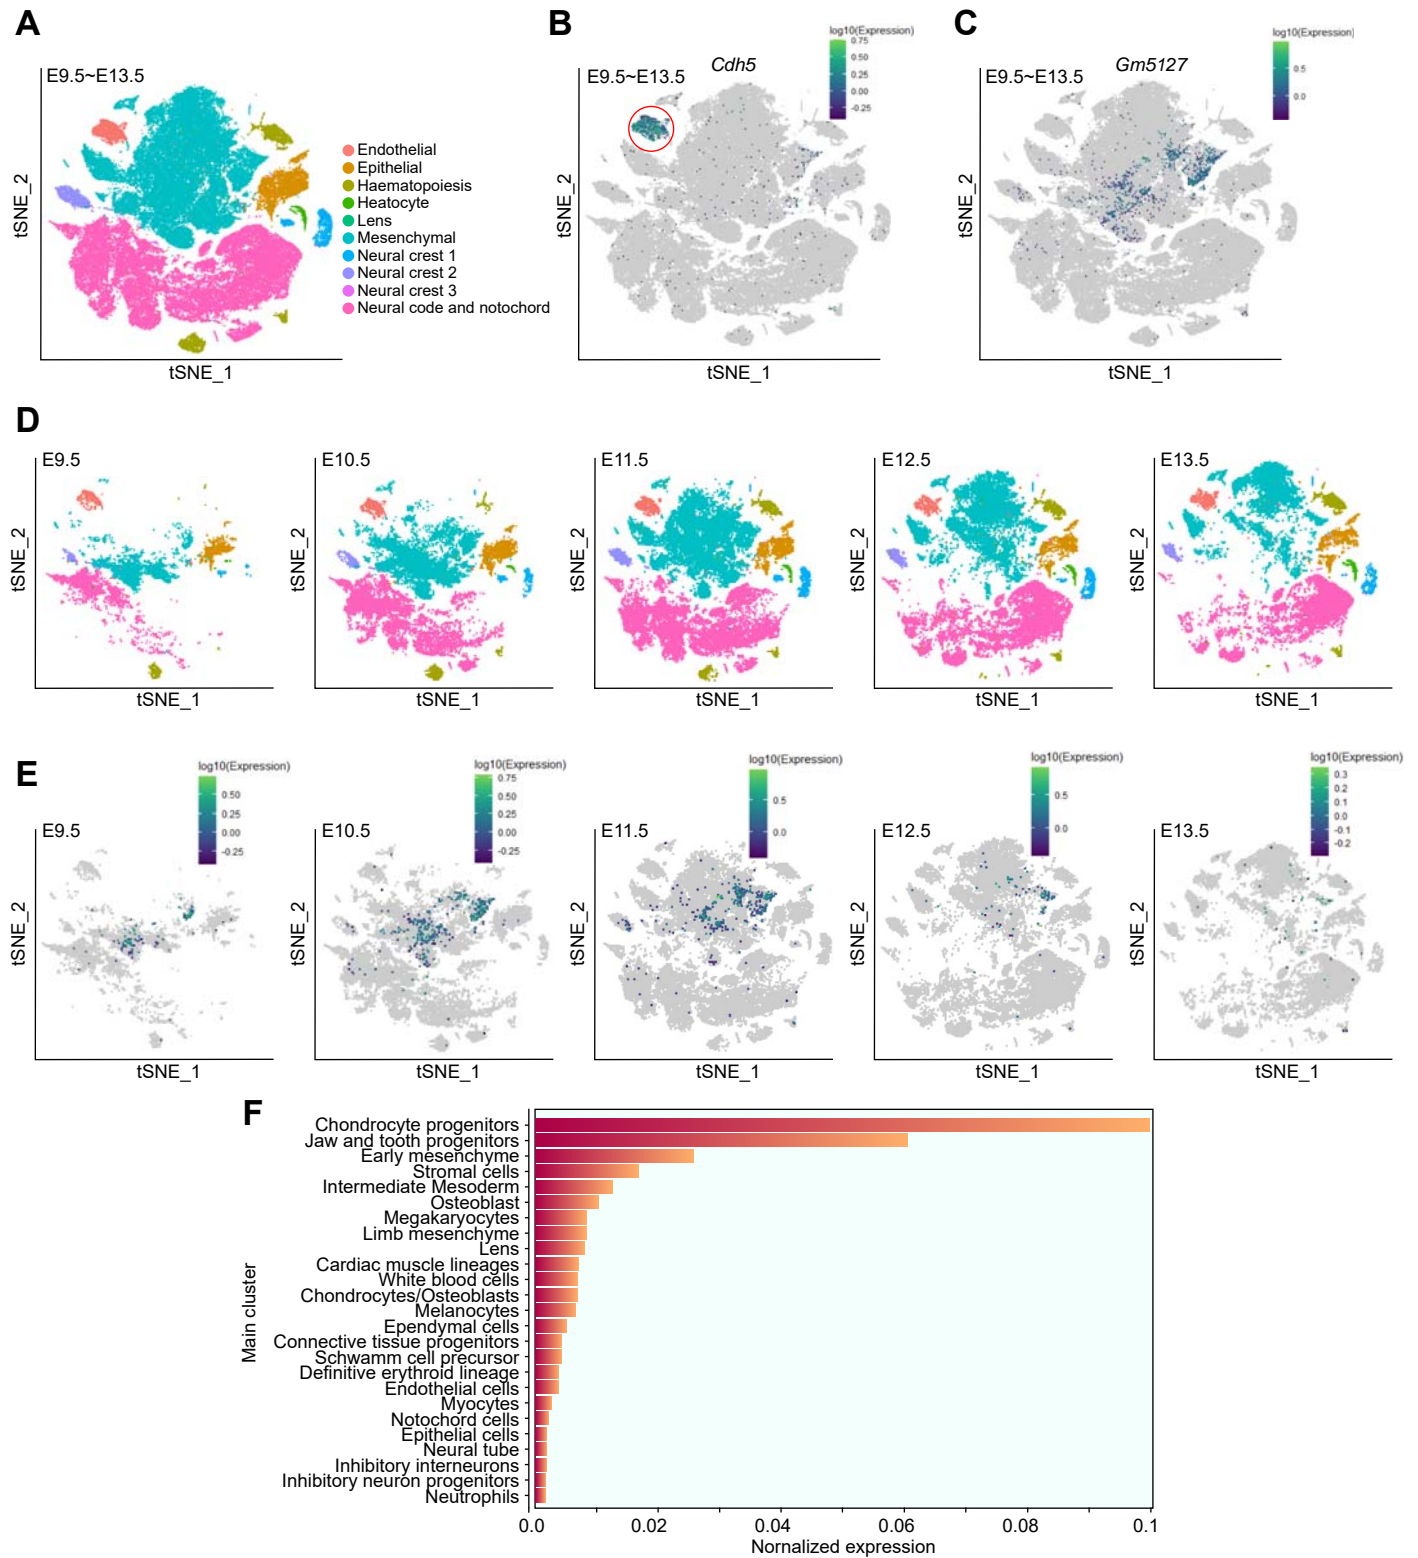 A
E9.5~E13.5
tSNE_2
tSNE_1
Endothelial
Epithelial
Haematopoiesis
Heatocyte
Lens
Mesenchymal
Neural crest 1
Neural crest 2
Neural crest 3
Neural code and notochord
B
E9.5~E13.5
Cdh5
log10(Expression)
0.75
0.50
0.00
-0.25
tSNE_2
tSNE_1
C
E9.5~E13.5
Gm5127
log10(Expression)
0.5
0.0
tSNE_2
tSNE_1
D
E9.5
tSNE_2
tSNE_1
E10.5
tSNE_2
tSNE_1
E11.5
tSNE_2
tSNE_1
E12.5
tSNE_2
tSNE_1
E13.5
tSNE_2
tSNE_1
E
E9.5
log10(Expression)
0.50
0.25
0.00
-0.25
tSNE_2
tSNE_1
E10.5
log10(Expression)
0.75
0.50
0.25
0.00
-0.25
tSNE_2
tSNE_1
E11.5
log10(Expression)
0.5
0.0
tSNE_2
tSNE_1
E12.5
log10(Expression)
0.5
0.0
tSNE_2
tSNE_1
E13.5
log10(Expression)
0.3
0.2
0.1
0.0
-0.1
-0.2
tSNE_2
tSNE_1
F
Main cluster
Chondrocyte progenitors
Jaw and tooth progenitors
Early mesenchyme
Stromal cells
Intermediate Mesoderm
Osteoblast
Megakaryocytes
Limb mesenchyme
Lens
Cardiac muscle lineages
White blood cells
Chondrocytes/Osteoblasts
Melanocytes
Ependymal cells
Connective tissue progenitors
Schwamm cell precursor
Definitive erythroid lineage
Endothelial cells
Myocytes
Notochord cells
Epithelial cells
Neural tube
Inhibitory interneurons
Inhibitory neuron progenitors
Neutrophils
0.0
0.02
0.04
0.06
0.08
0.1
Nornalized expression